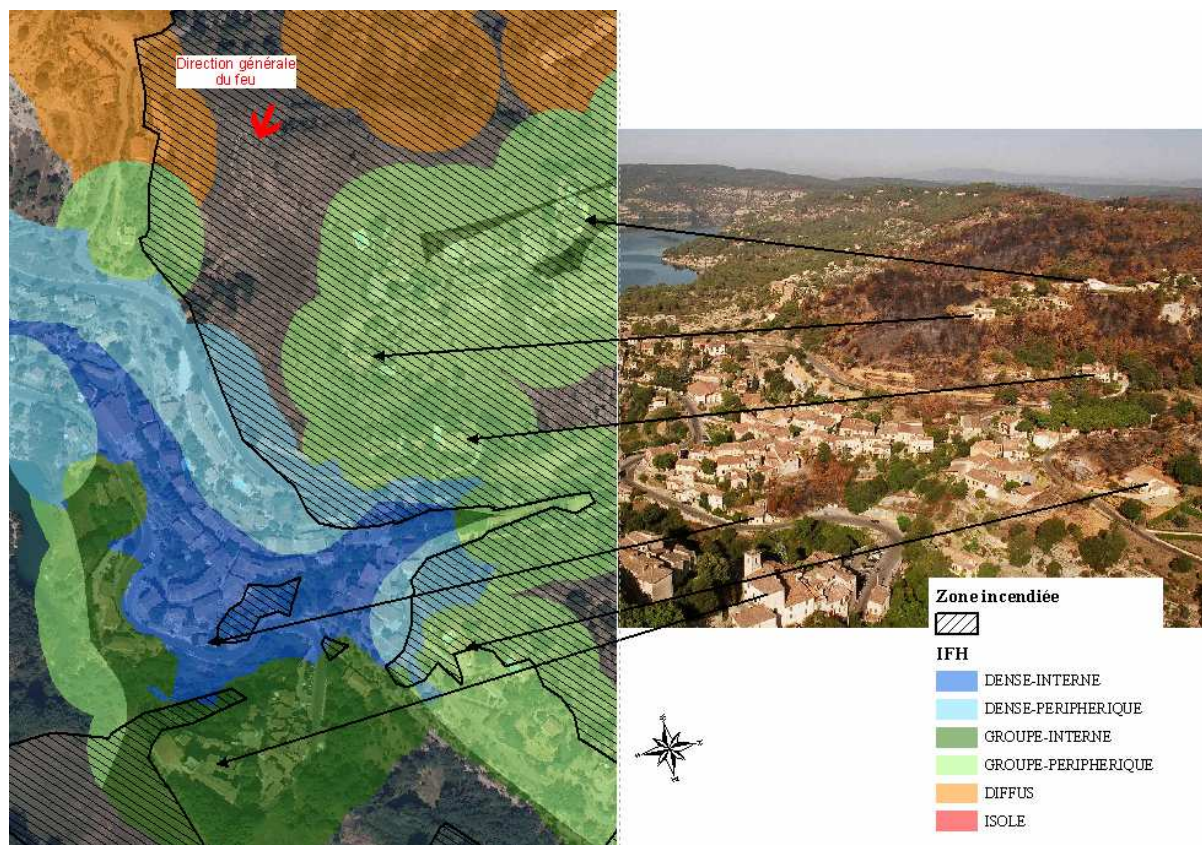 Direction générale
du feu
Zone incendiée
IFH
DENSE-INTERNE
DENSE-PERIPHERIQUE
GROUPE-INTERNE
GROUPE-PERIPHERIQUE
DIFFUS
ISOLE